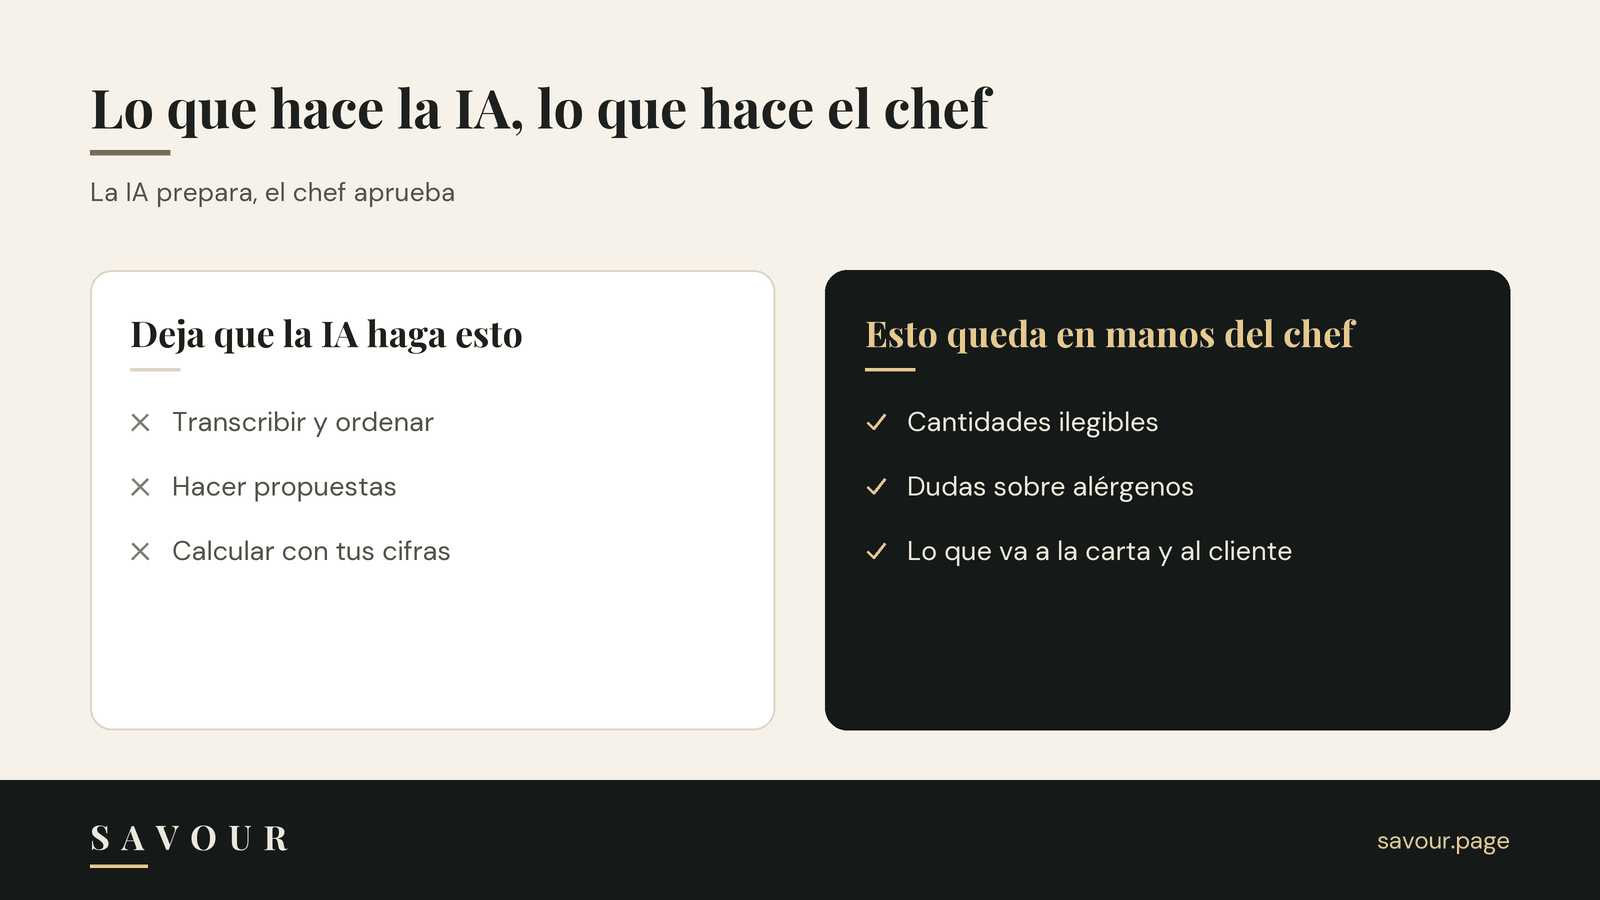 Lo que hace la IA, lo que hace el chef
La IA prepara, el chef aprueba
Deja que la IA haga esto
Transcribir y ordenar
Hacer propuestas
Calcular con tus cifras
Esto queda en manos del chef
Cantidades ilegibles
Dudas sobre alérgenos
Lo que va a la carta y al cliente
SAVOUR
savour.page